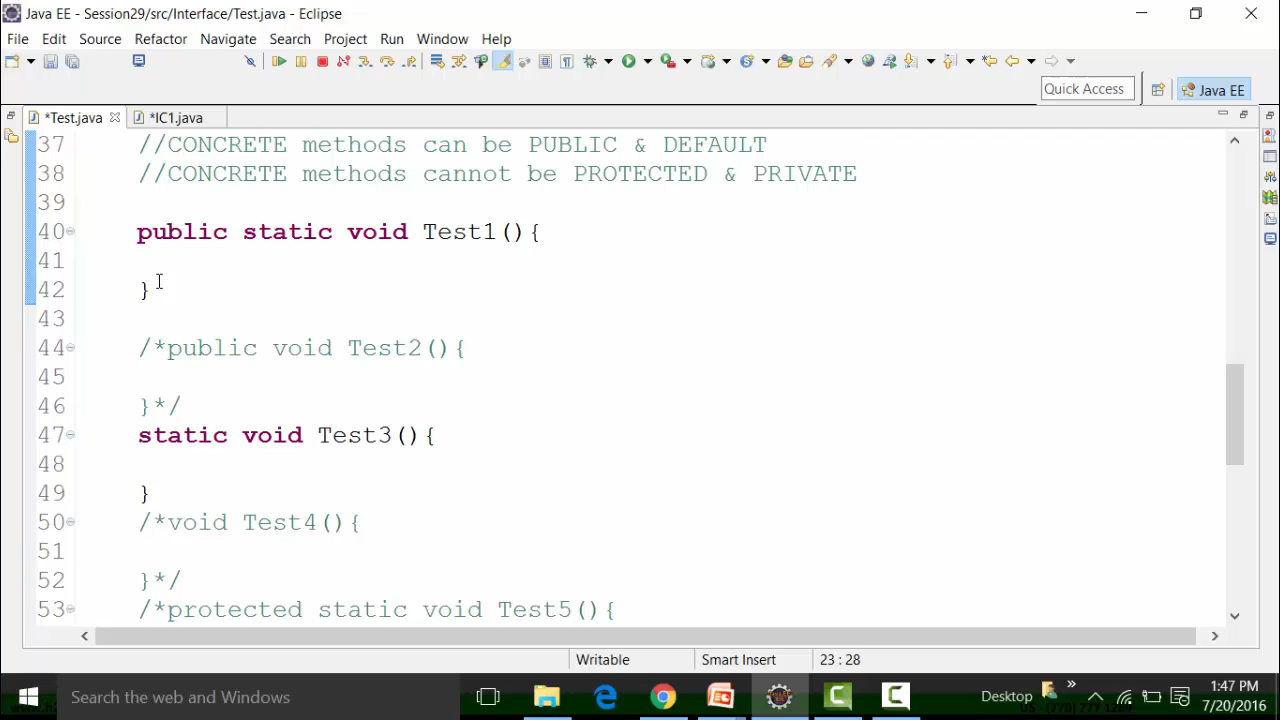 Java EE - Session29/src/Interface/Test.java - Eclipse
File Edit Source Refactor Navigate Search Project Run Window Help
Quick Access
Java EE
*Test.java
*IC1.java
37 //CONCRETE methods can be PUBLIC & DEFAULT
38 //CONCRETE methods cannot be PROTECTED & PRIVATE
39
40 public static void Test1(){
41
42 }
43
44 /*public void Test2(){
45
46 }*/
47 static void Test3(){
48
49 }
50 /*void Test4(){
51
52 }*/
53 /*protected static void Test5(){
Writable Smart Insert 23 : 28
Search the web and Windows
Desktop
1:47 PM
7/20/2016